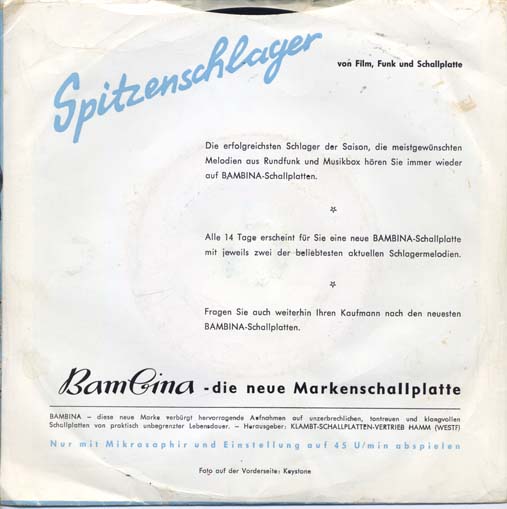 Spitzenschlager
von Film, Funk und Schallplatte
Die erfolgreichsten Schlager der Saison, die meistgewünschten
Melodien aus Rundfunk und Musikbox hören Sie immer wieder
auf BAMBINA-Schallplatten.
Alle 14 Tage erscheint für Sie eine neue BAMBINA-Schallplatte
mit jeweils zwei der beliebtesten aktuellen Schlagermelodien.
Fragen Sie auch weiterhin Ihren Kaufmann nach den neuesten
BAMBINA-Schallplatten.
Bambina - die neue Markenschallplatte
BAMBINA – diese neue Marke verbürgt hervorragende Aufnahmen auf unzerbrechlichen, tontreuen und klangvollen
Schallplatten von praktisch unbegrenzter Lebensdauer. – Herausgeber: KLAMBT-SCHALLPLATTEN-VERTRIEB HAMM (WESTF)
Nur mit Mikrosaphir und Einstellung auf 45 U/min abspielen
Foto auf der Vorderseite: Keystone